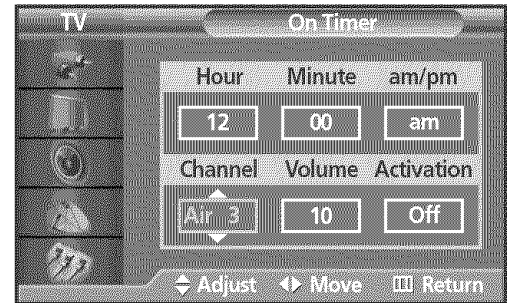 TV
On Timer
Hour Minute am/pm
12 00 am
Channel Volume Activation
Air 3 10 Off
Adjust Move Return